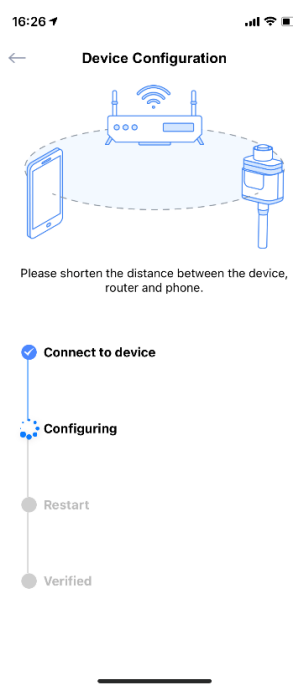 16:26
Device Configuration
Please shorten the distance between the device,
router and phone.
Connect to device
Configuring
Restart
Verified